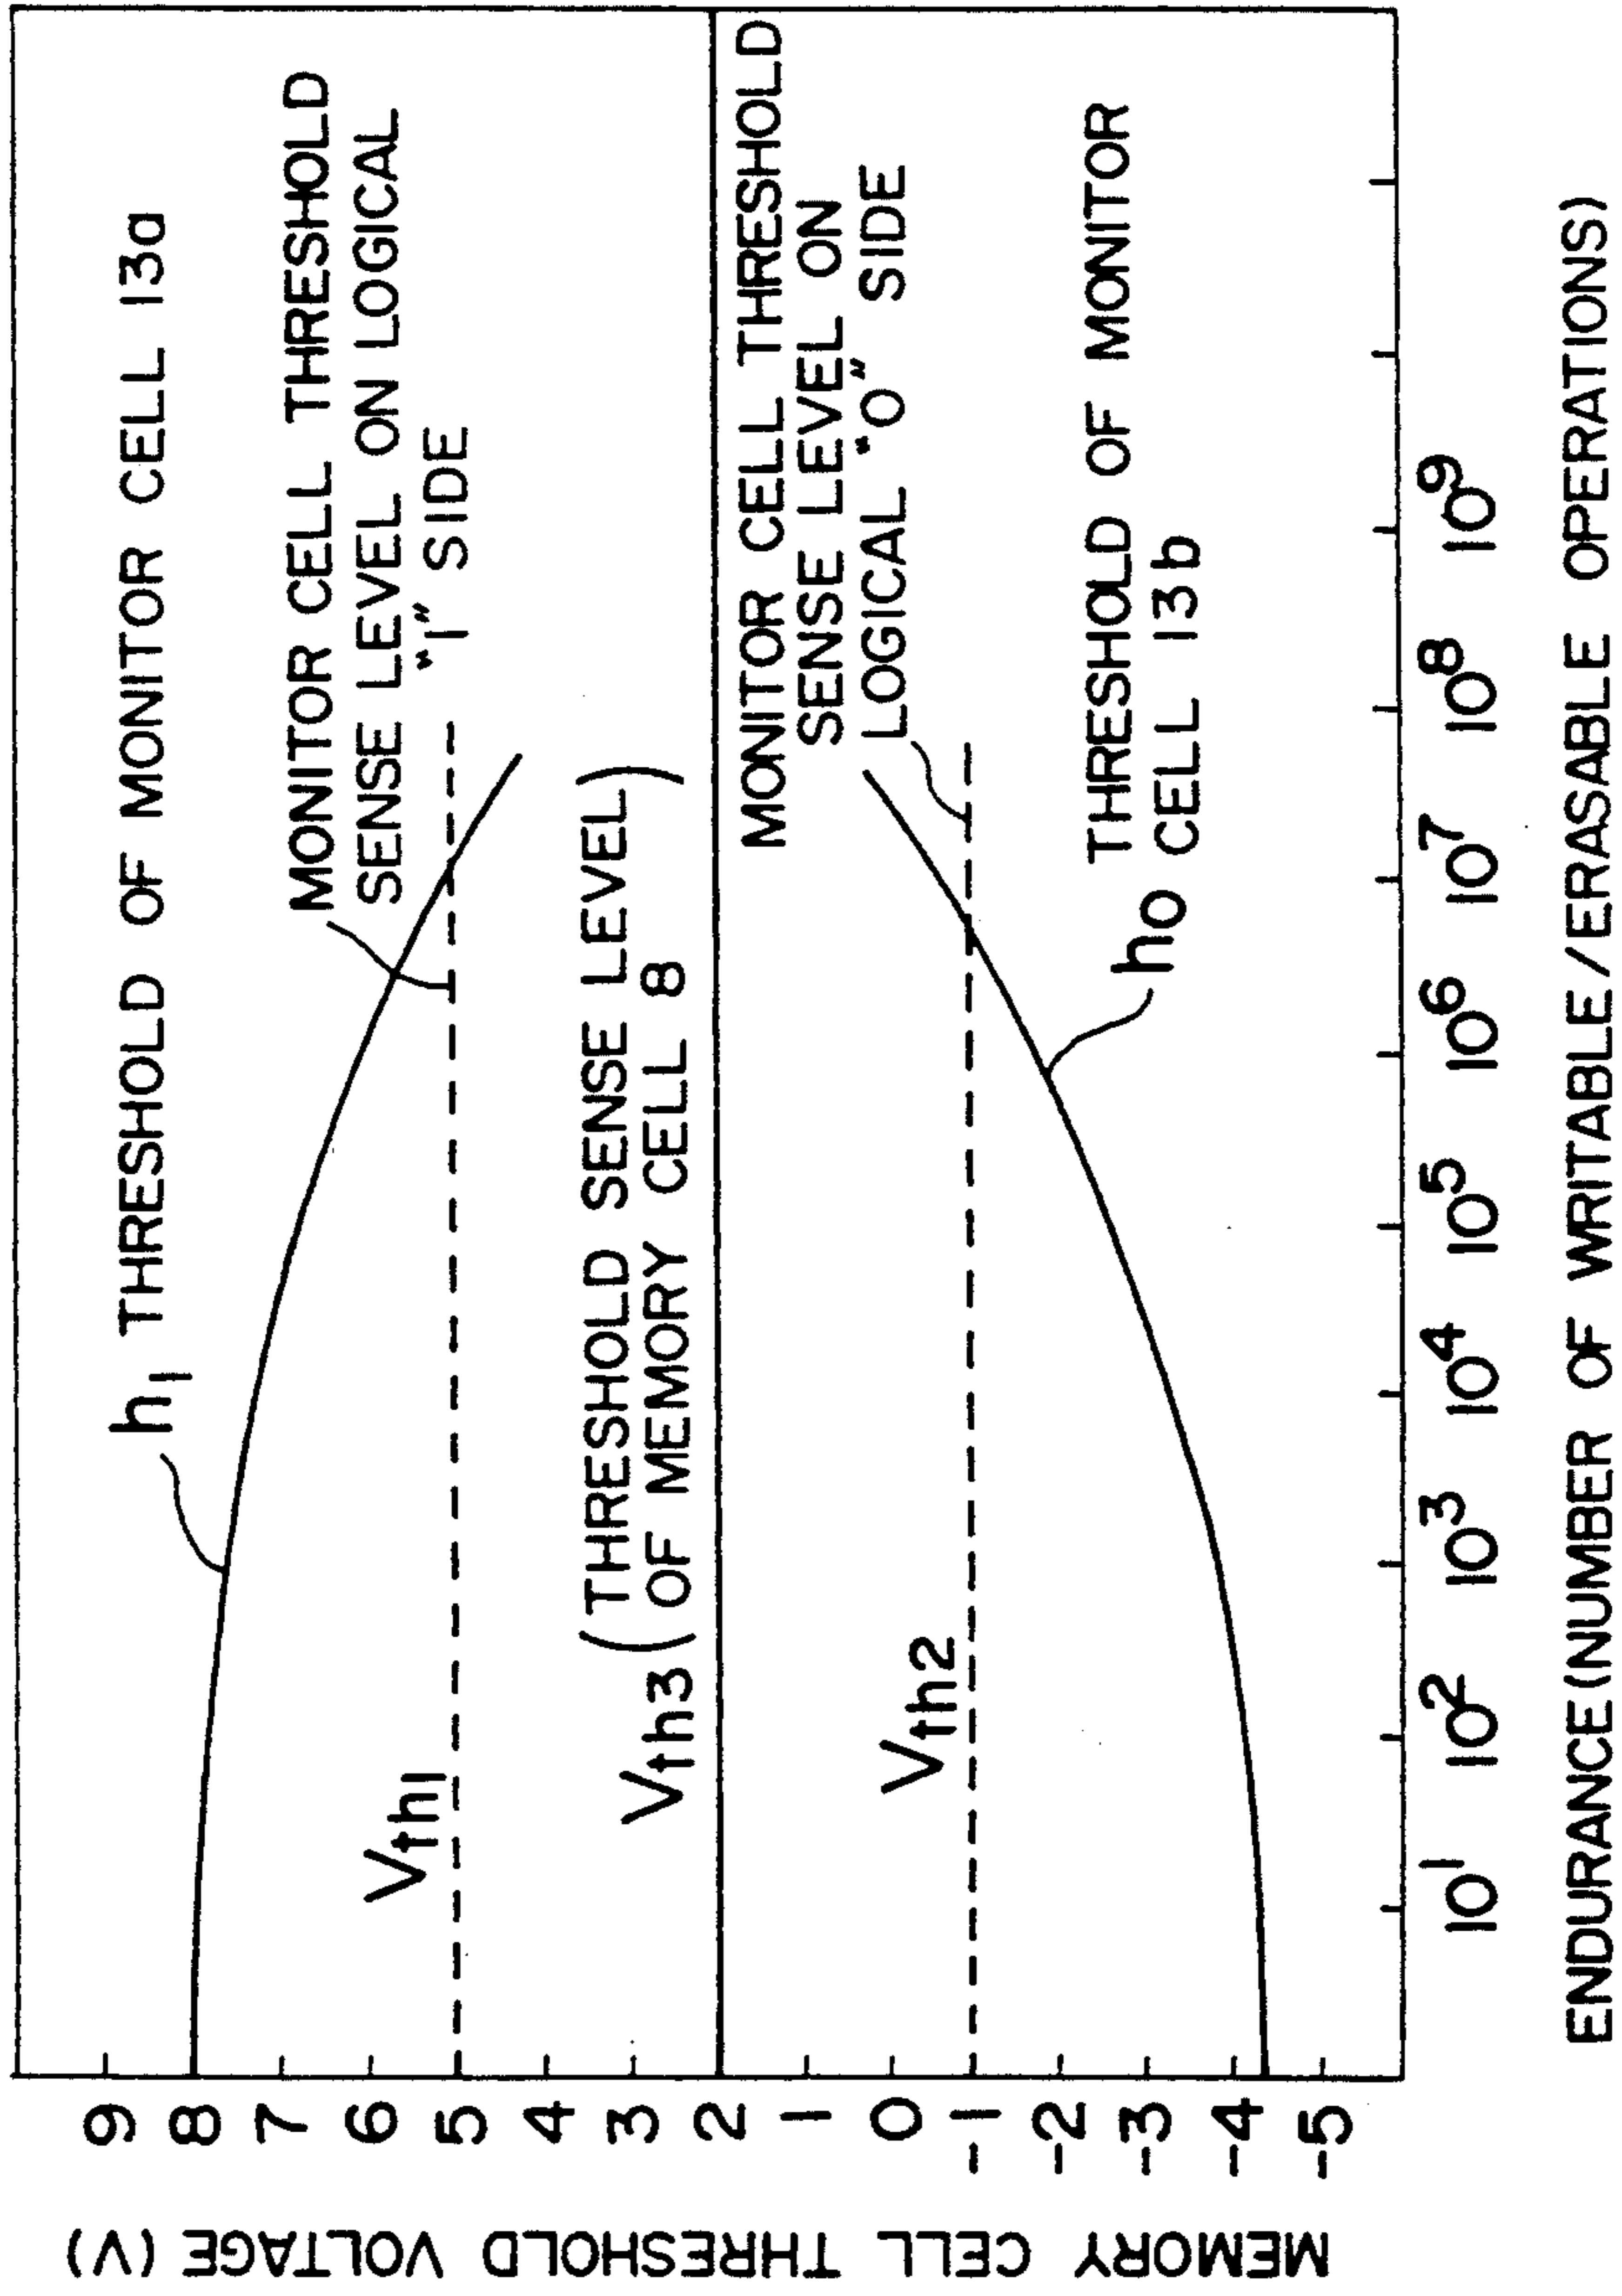 h1 THRESHOLD OF MONITOR CELL 13a
MONITOR CELL THRESHOLD
SENSE LEVEL ON LOGICAL
"1" SIDE
Vth1
Vth3 (THRESHOLD SENSE LEVEL)
(OF MEMORY CELL 8)
MONITOR CELL THRESHOLD
SENSE LEVEL ON
LOGICAL "0" SIDE
Vth2
THRESHOLD OF MONITOR
h0 CELL 13b
9
8
7
6
5
4
3
2
1
0
-1
-2
-3
-4
-5
MEMORY CELL THRESHOLD VOLTAGE (V)
10¹ 10² 10³ 10⁴ 10⁵ 10⁶ 10⁷ 10⁸ 10⁹
ENDURANCE (NUMBER OF WRITABLE/ERASABLE OPERATIONS)